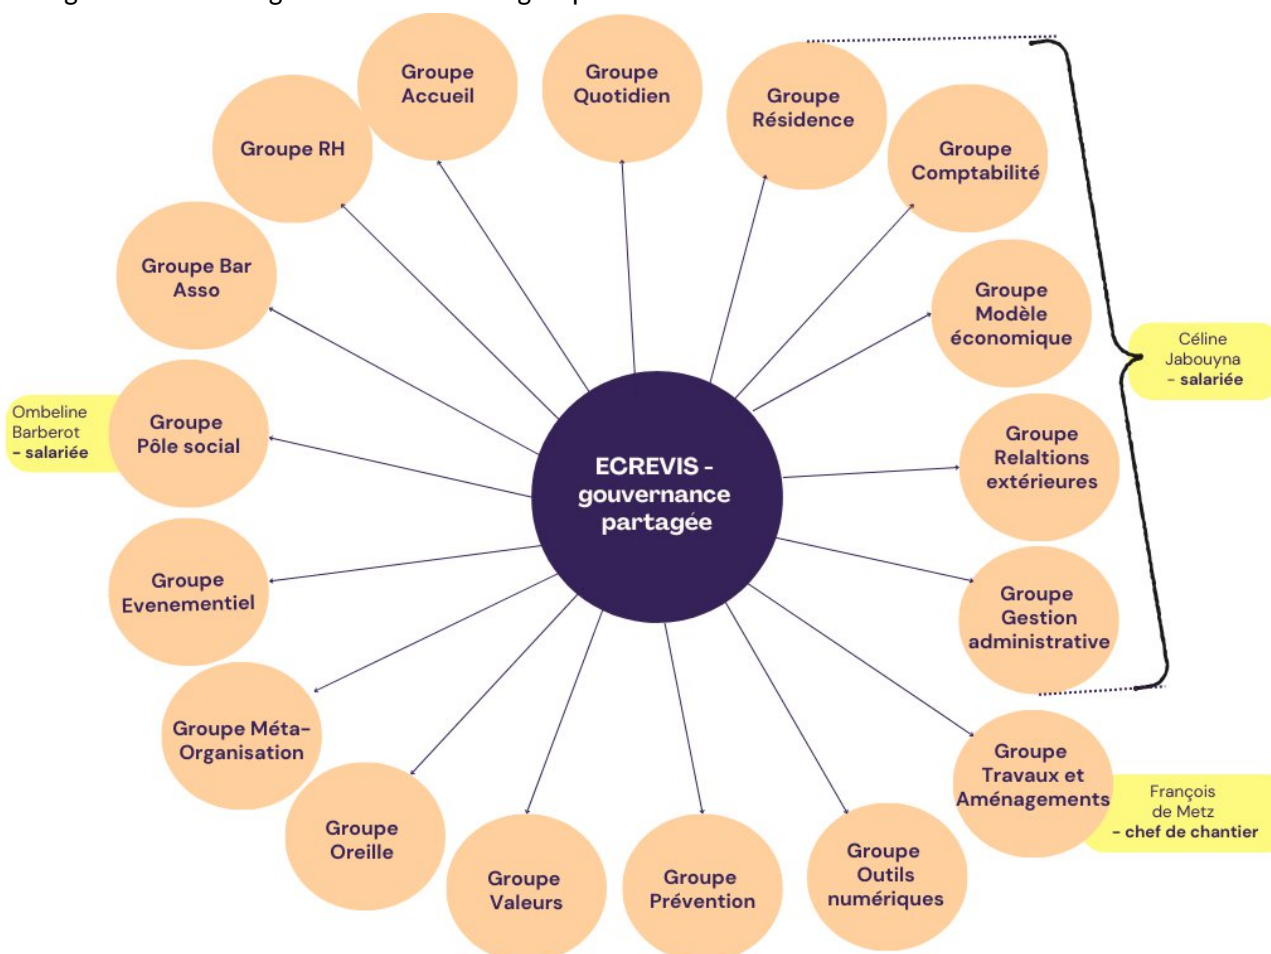 Groupe
Accueil
Groupe
Quotidien
Groupe
Résidence
Groupe
Comptabilité
Groupe RH
Groupe Bar
Asso
Groupe
Modèle
économique
Céline
Jabouyna
- salariée
Ombeline
Barberot
- salariée
Groupe
Pôle social
ECREVIS -
gouvernance
partagée
Groupe
Relaltions
extérieures
Groupe
Evenementiel
Groupe
Gestion
administrative
Groupe Méta-
Organisation
Groupe
Travaux et
Aménagements
François
de Metz
- chef de chantier
Groupe
Oreille
Groupe
Valeurs
Groupe
Prévention
Groupe
Outils
numériques